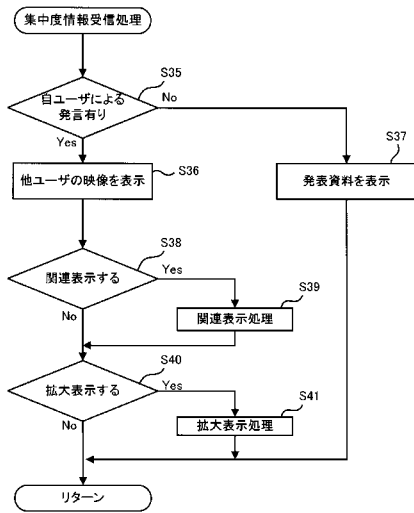 集中度情報受信処理
S35
自ユーザによる
発言有り
No
Yes
S36
他ユーザの映像を表示
S37
発表資料を表示
S38
関連表示する
Yes
No
S39
関連表示処理
S40
拡大表示する
Yes
No
S41
拡大表示処理
リターン